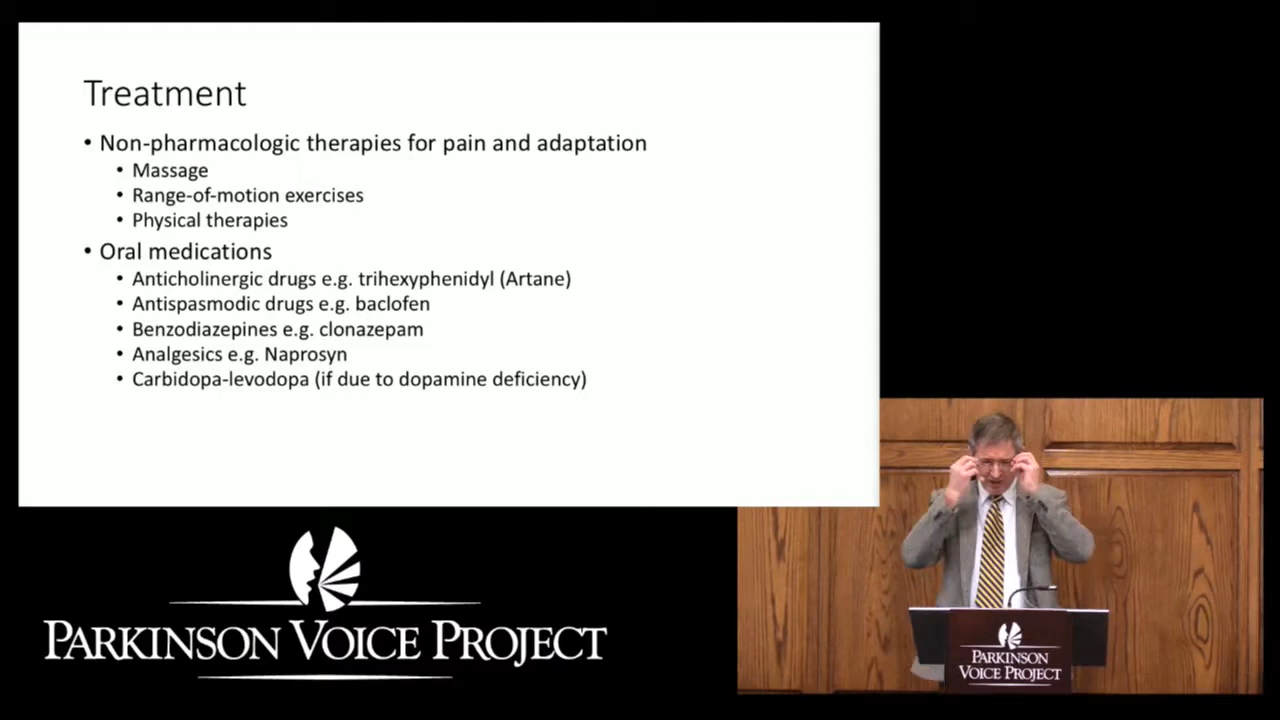 Treatment
• Non-pharmacologic therapies for pain and adaptation
• Massage
• Range-of-motion exercises
• Physical therapies
• Oral medications
• Anticholinergic drugs e.g. trihexyphenidyl (Artane)
• Antispasmodic drugs e.g. baclofen
• Benzodiazepines e.g. clonazepam
• Analgesics e.g. Naprosyn
• Carbidopa-levodopa (if due to dopamine deficiency)
PARKINSON VOICE PROJECT
PARKINSON
VOICE PROJECT